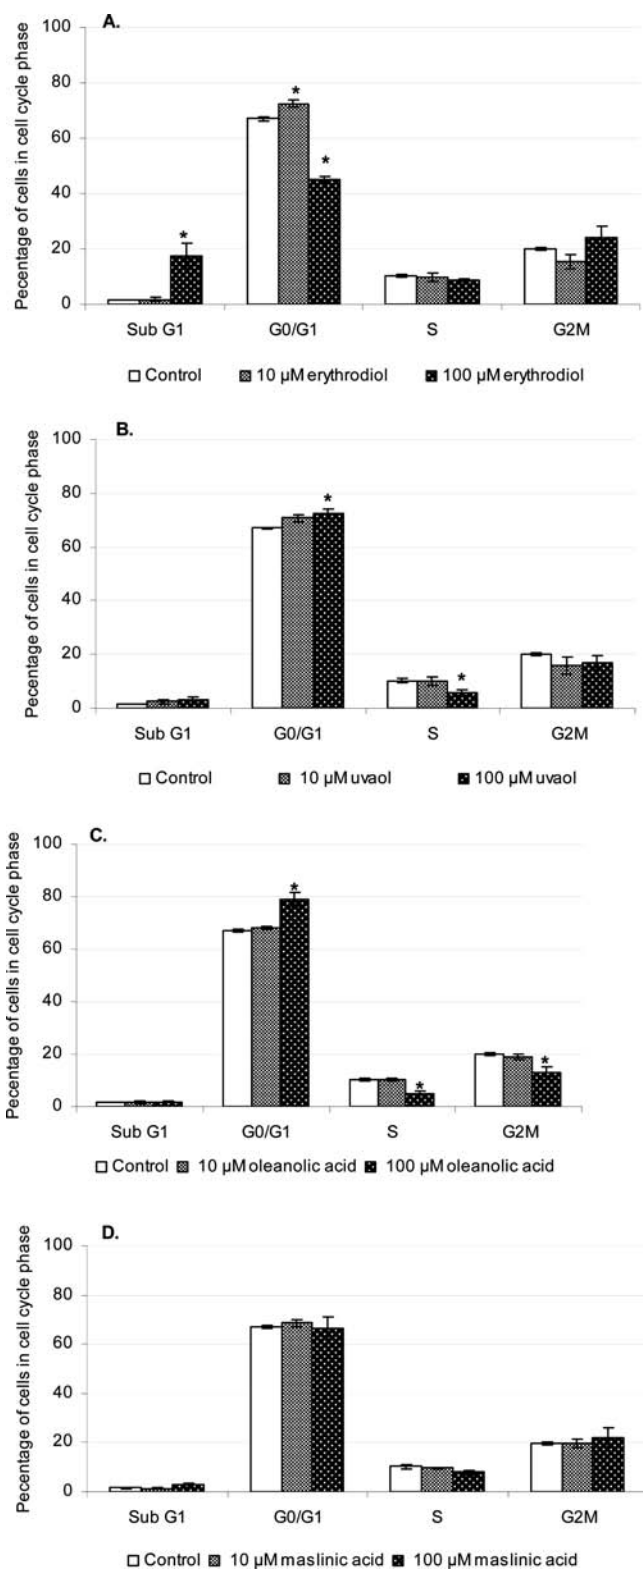 A.
Pecentage of cells in cell cycle phase
100
80
*
60
*
40
*
20
0
Sub G1 G0/G1 S G2M
Control 10 µM erythrodiol 100 µM erythrodiol
B.
Pecentage of cells in cell cycle phase
100
80
*
60
40
20
*
0
Sub G1 G0/G1 S G2M
Control 10 µM uvaol 100 µM uvaol
C.
Pecentage of cells in cell cycle phase
100
80
*
60
40
20
* *
0
Sub G1 G0/G1 S G2M
Control 10 µM oleanolic acid 100 µM oleanolic acid
D.
Pecentage of cells in cell cycle phase
100
80
60
40
20
0
Sub G1 G0/G1 S G2M
Control 10 µM maslinic acid 100 µM maslinic acid